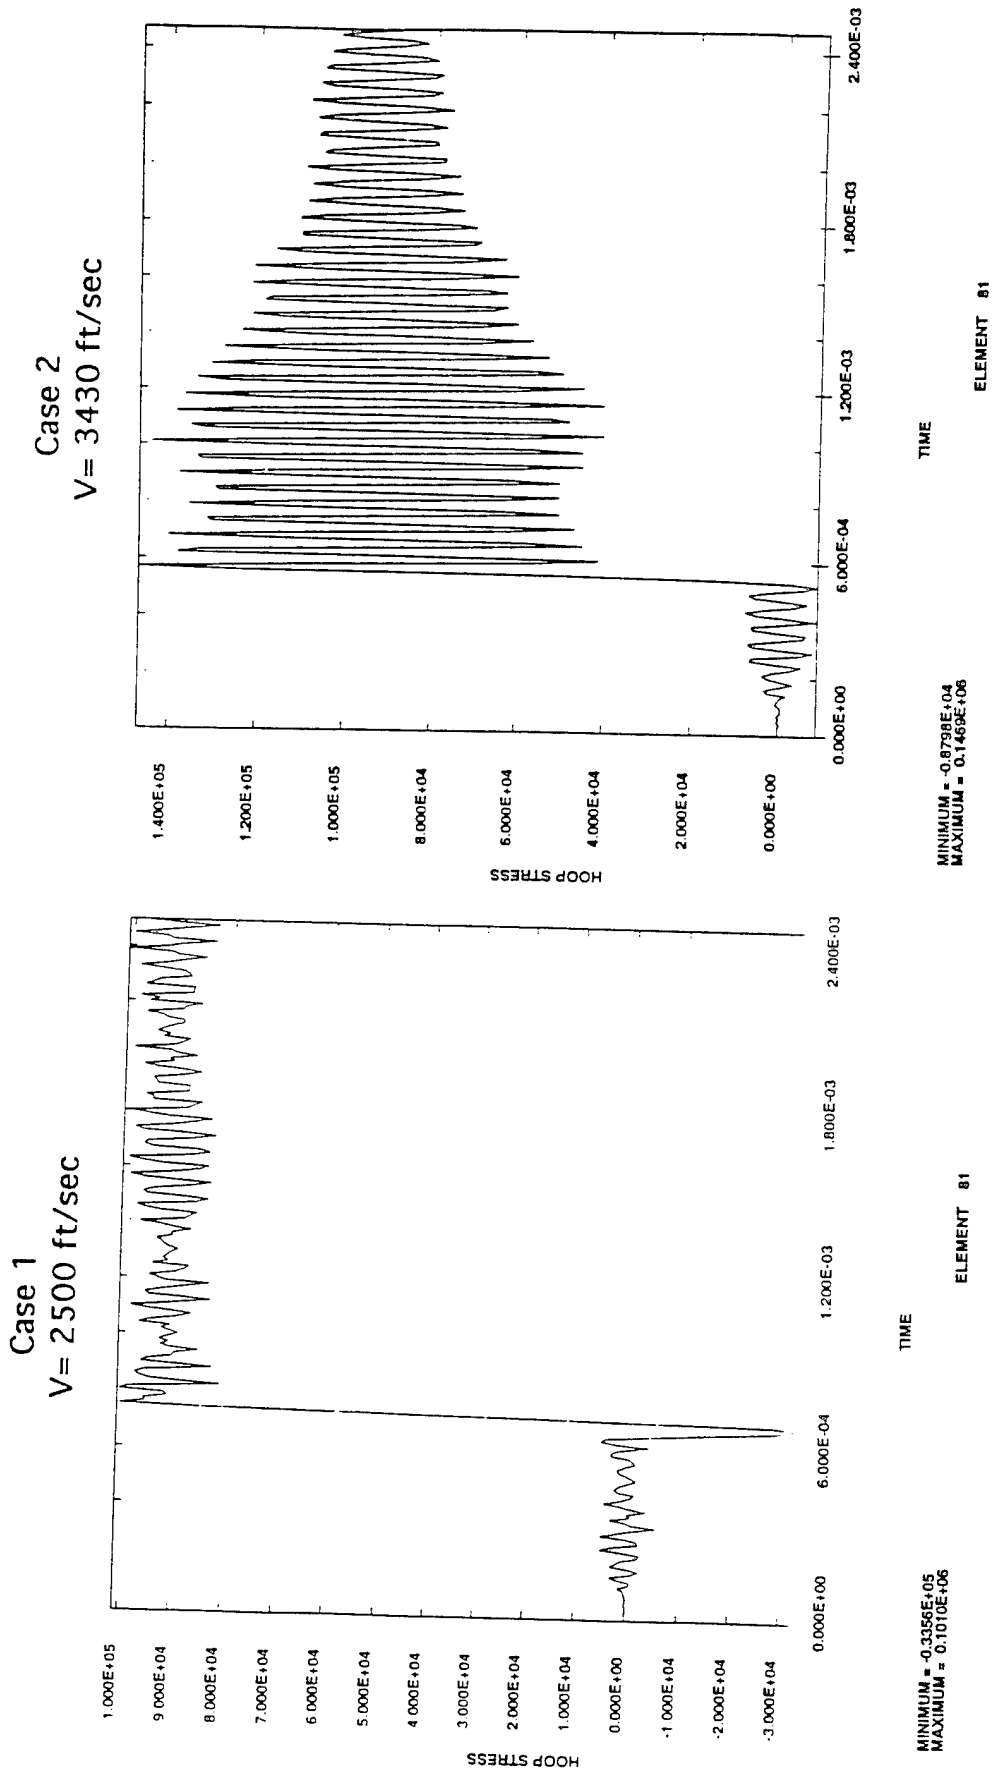 Case 1
V= 2500 ft/sec
HOOP STRESS
1.000E+05
9.000E+04
8.000E+04
7.000E+04
6.000E+04
5.000E+04
4.000E+04
3.000E+04
2.000E+04
1.000E+04
0.000E+00
-1.000E+04
-2.000E+04
-3.000E+04
0.000E+00
6.000E-04
1.200E-03
1.800E-03
2.400E-03
TIME
MINIMUM = -0.3356E+05
MAXIMUM = 0.1010E+06
ELEMENT 81
Case 2
V= 3430 ft/sec
HOOP STRESS
1.400E+05
1.200E+05
1.000E+05
8.000E+04
6.000E+04
4.000E+04
2.000E+04
0.000E+00
0.000E+00
6.000E-04
1.200E-03
1.800E-03
2.400E-03
TIME
MINIMUM = -0.8798E+04
MAXIMUM = 0.1469E+06
ELEMENT 81